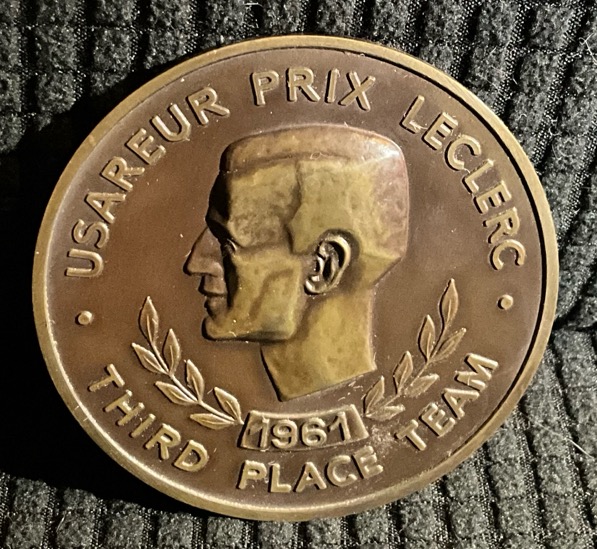 USAREUR PRIX LECLERC
1961
THIRD PLACE TEAM